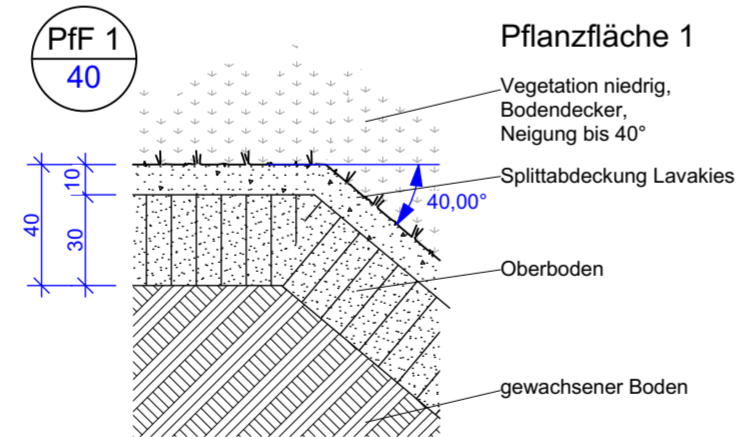 PfF 1
40
Pflanzfläche 1
Vegetation niedrig,
Bodendecker,
Neigung bis 40°
Splittabdeckung Lavakies
40,00°
10
40
30
Oberboden
gewachsener Boden